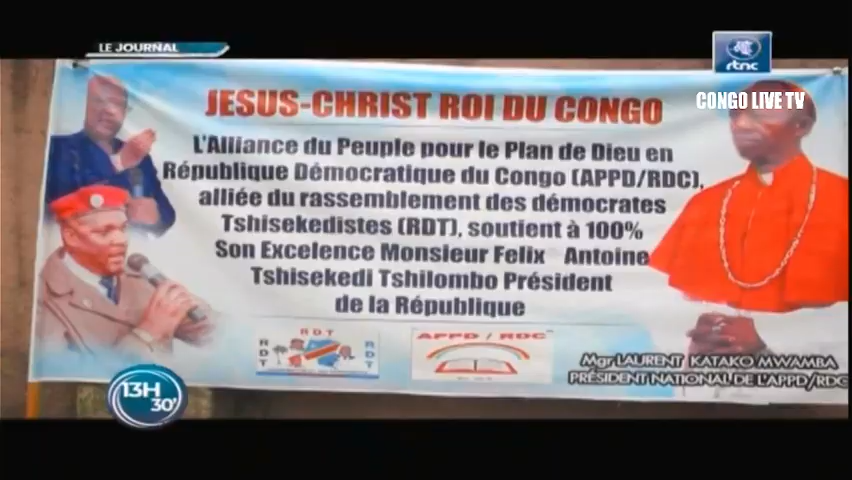 LE JOURNAL
rtnc
CONGO LIVE TV
JESUS-CHRIST ROI DU CONGO
L'Alliance du Peuple pour le Plan de Dieu en
République Démocratique du Congo (APPD/RDC),
alliée du rassemblement des démocrates
Tshisekedistes (RDT), soutient à 100%
Son Excelence Monsieur Felix Antoine
Tshisekedi Tshilombo Président
de la République
RDT
RDT
RDT
APPD / RDC
Mgr LAURENT KATAKO MWAMBA
PRÉSIDENT NATIONAL DE L'APPD/RDC
13H
30'